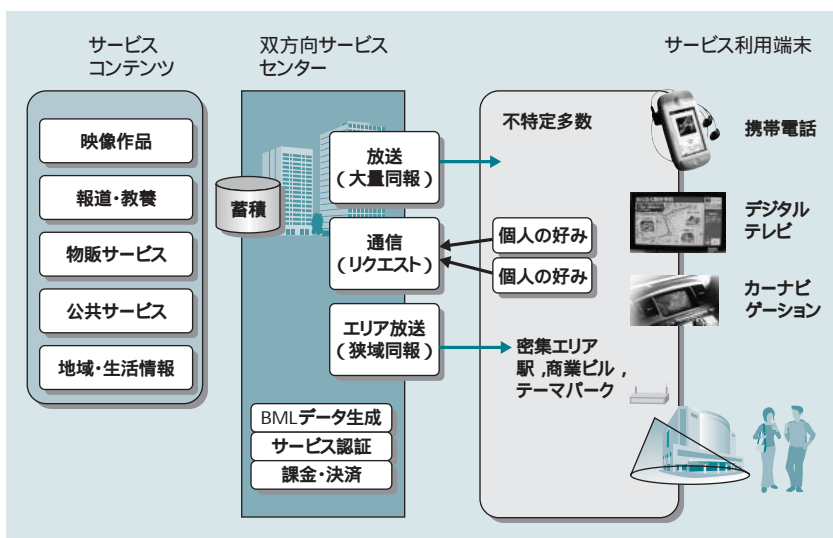 サービス
コンテンツ
映像作品
報道・教養
物販サービス
公共サービス
地域・生活情報
双方向サービス
センター
蓄積
放送
（大量同報）
通信
（リクエスト）
エリア放送
（狭域同報）
BMLデータ生成
サービス認証
課金・決済
不特定多数
個人の好み
個人の好み
密集エリア
駅，商業ビル，
テーマパーク
サービス利用端末
携帯電話
デジタル
テレビ
カーナビ
ゲーション